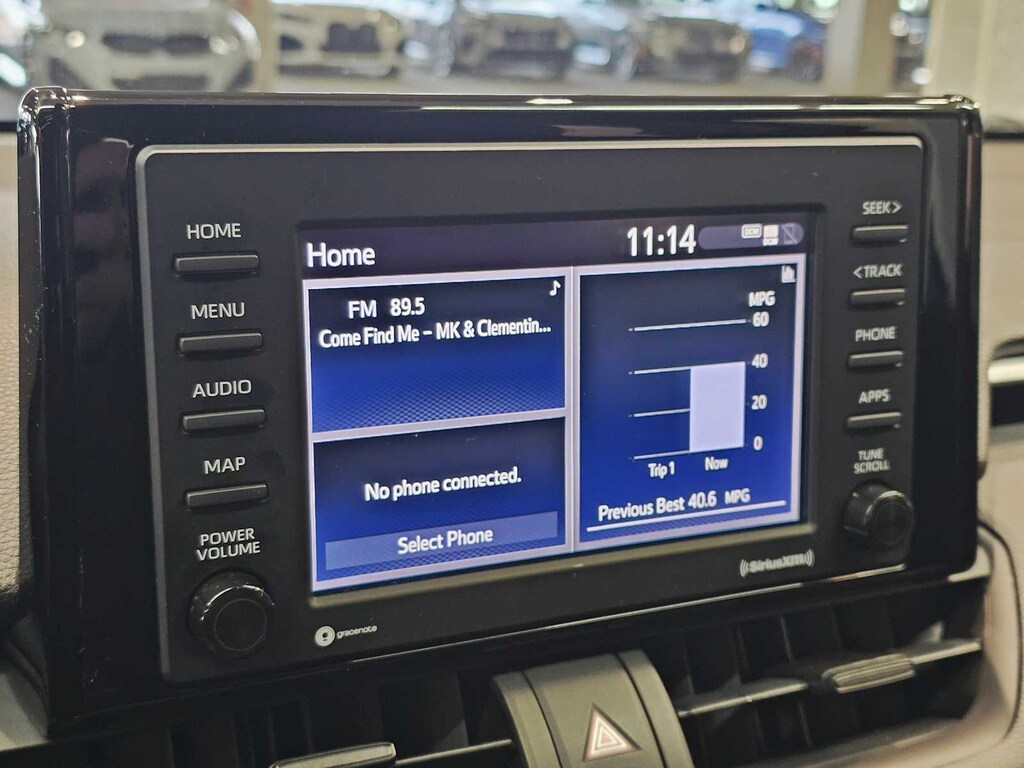 HOME
MENU
AUDIO
MAP
POWER
VOLUME
Home
11:14
DCM
DCM
FM 89.5
Come Find Me - MK & Clementin...
No phone connected.
Select Phone
MPG
60
40
20
0
Trip 1
Now
Previous Best 40.6 MPG
SEEK>
<TRACK
PHONE
APPS
TUNE
SCROLL
gracenote
((SiriusXM))